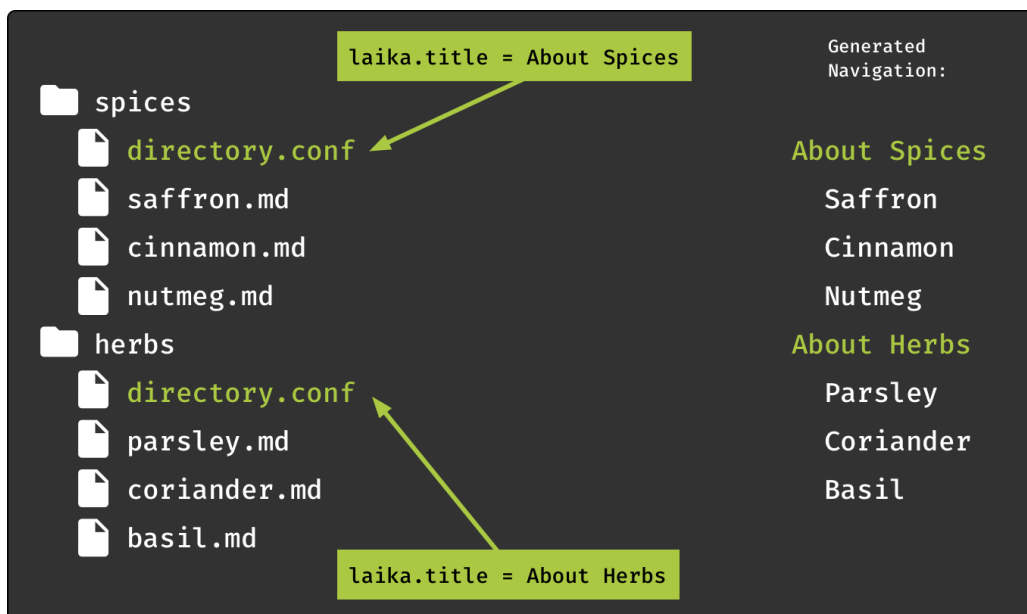 laika.title = About Spices
Generated
Navigation:
spices
directory.conf
About Spices
saffron.md
Saffron
cinnamon.md
Cinnamon
nutmeg.md
Nutmeg
herbs
About Herbs
directory.conf
Parsley
parsley.md
Coriander
coriander.md
Basil
basil.md
laika.title = About Herbs